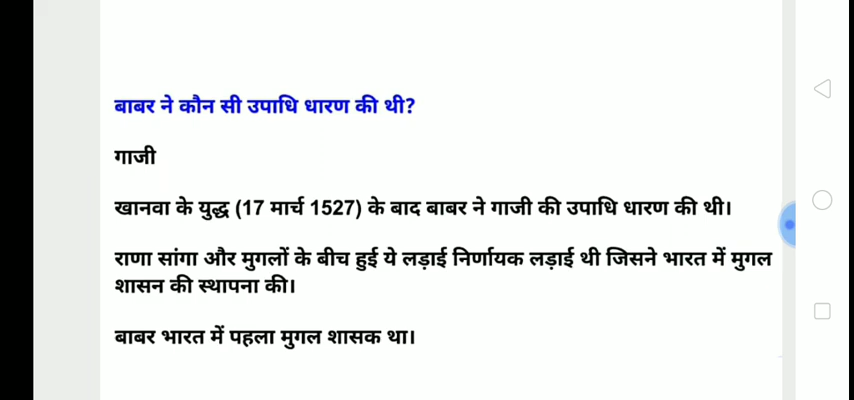 बाबर ने कौन सी उपाधि धारण की थी?
गाजी
खानवा के युद्ध (17 मार्च 1527) के बाद बाबर ने गाजी की उपाधि धारण की थी।
राणा सांगा और मुगलों के बीच हुई ये लड़ाई निर्णायक लड़ाई थी जिसने भारत में मुगल
शासन की स्थापना की।
बाबर भारत में पहला मुगल शासक था।